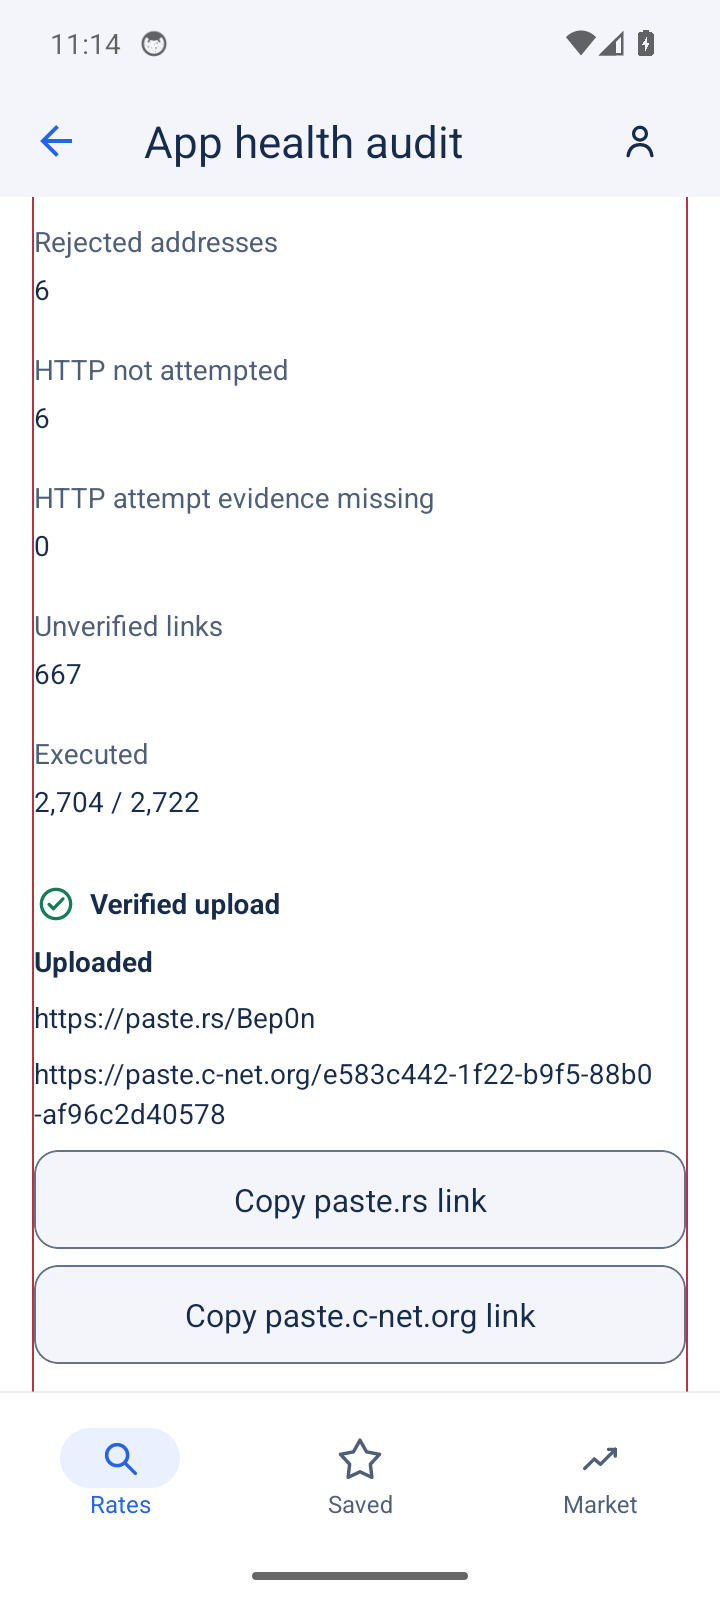 11:14
App health audit
Rejected addresses
6
HTTP not attempted
6
HTTP attempt evidence missing
0
Unverified links
667
Executed
2,704 / 2,722
Verified upload
Uploaded
https://paste.rs/Bep0n
https://paste.c-net.org/e583c442-1f22-b9f5-88b0
-af96c2d40578
Copy paste.rs link
Copy paste.c-net.org link
Rates
Saved
Market